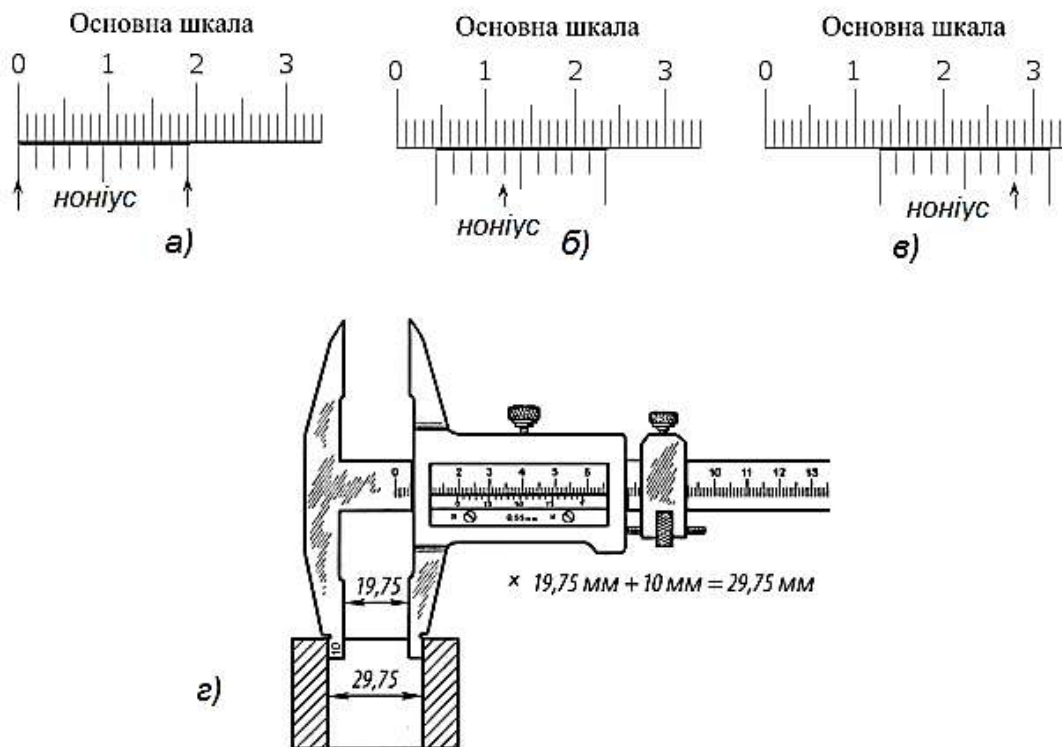 Основна шкала
0 1 2 3
ноніус
а)
Основна шкала
0 1 2 3
ноніус
б)
Основна шкала
0 1 2 3
ноніус
в)
0 2 3 4 5 6 10 11 12 13
19,75
× 19,75 мм + 10 мм = 29,75 мм
10
29,75
г)